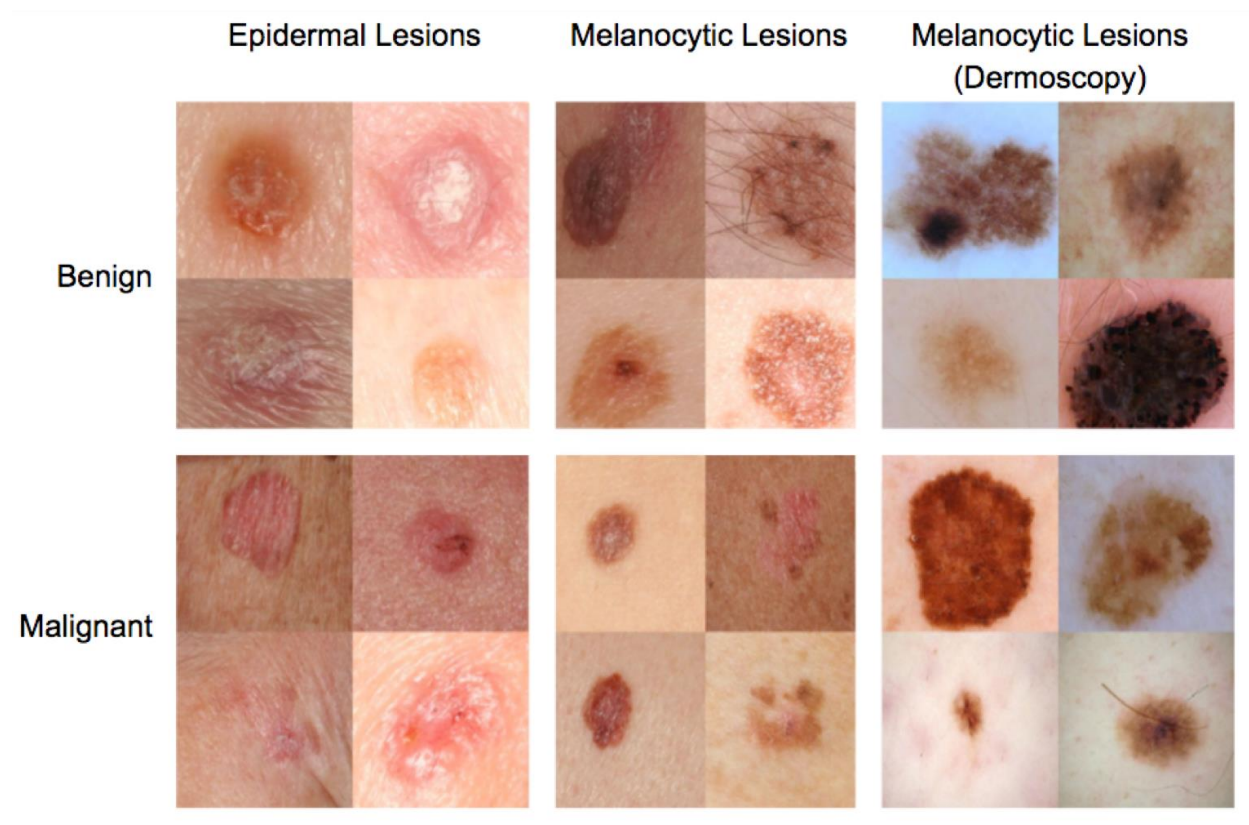 Epidermal Lesions
Melanocytic Lesions
Melanocytic Lesions
(Dermoscopy)
Benign
Malignant